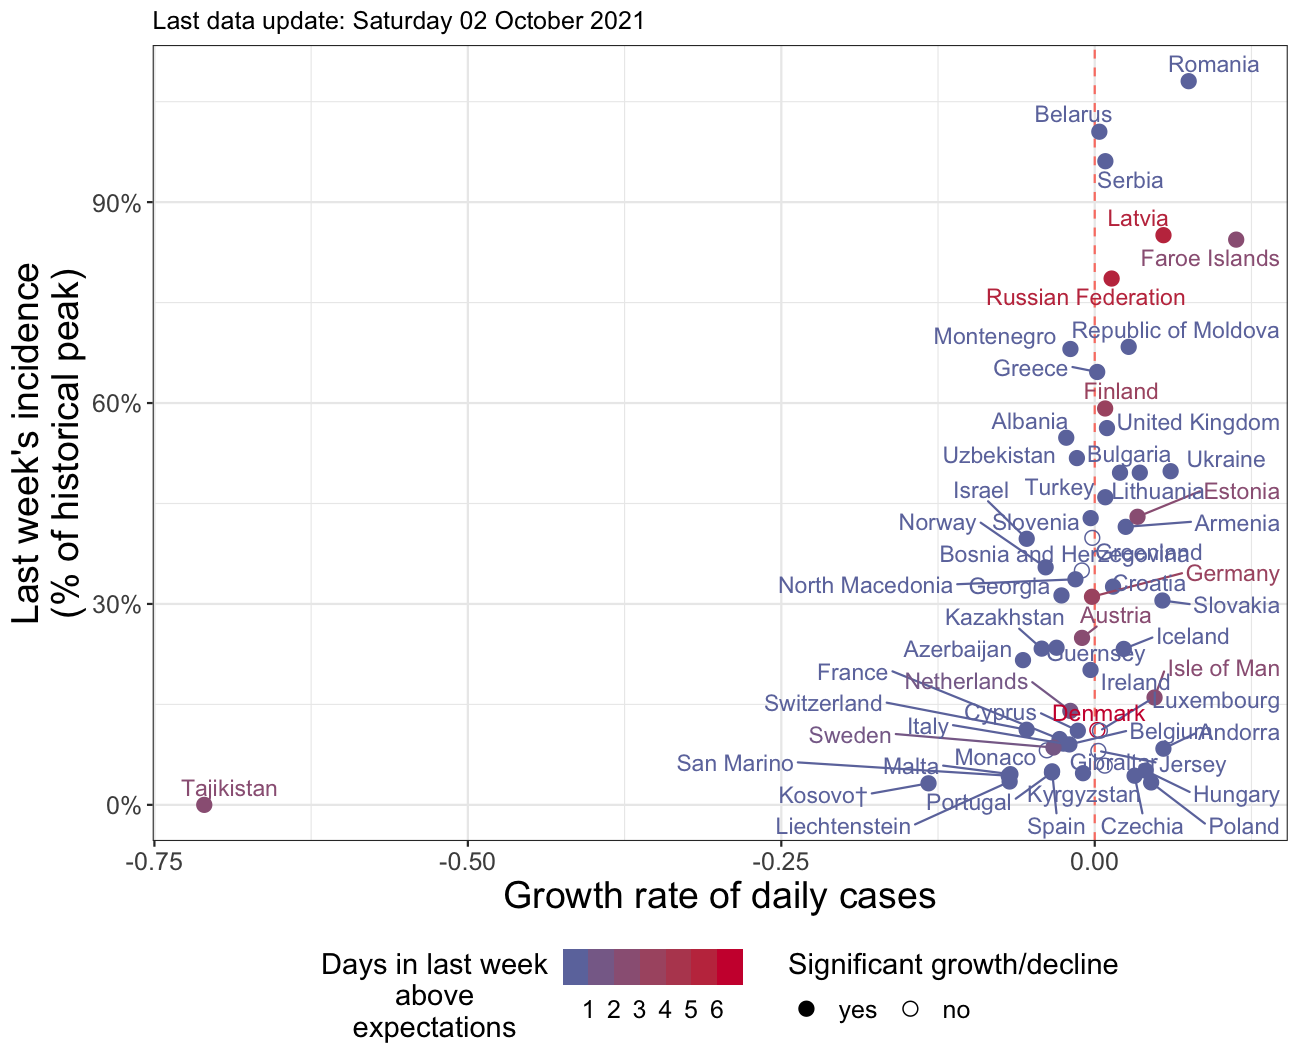 Last data update: Saturday 02 October 2021
Romania
Belarus
Serbia
90%
Latvia
Faroe Islands
Russian Federation
Montenegro
Republic of Moldova
Greece
Finland
60%
Albania
United Kingdom
Uzbekistan
Bulgaria
Ukraine
Israel
Turkey
Lithuania
Estonia
Norway
Slovenia
Armenia
Bosnia and Herzegovina
Greenland
North Macedonia
Georgia
Croatia
Germany
30%
Slovakia
Kazakhstan
Austria
Azerbaijan
Guernsey
Iceland
France
Netherlands
Ireland
Isle of Man
Switzerland
Cyprus
Denmark
Luxembourg
Sweden
Italy
Belgium
Andorra
San Marino
Malta
Monaco
Gibraltar
Jersey
Tajikistan
Kosovo†
Portugal
Kyrgyzstan
Hungary
0%
Liechtenstein
Spain
Czechia
Poland
Last week's incidence
(% of historical peak)
-0.75
-0.50
-0.25
0.00
Growth rate of daily cases
Days in last week
above
expectations
1 2 3 4 5 6
Significant growth/decline
yes
no